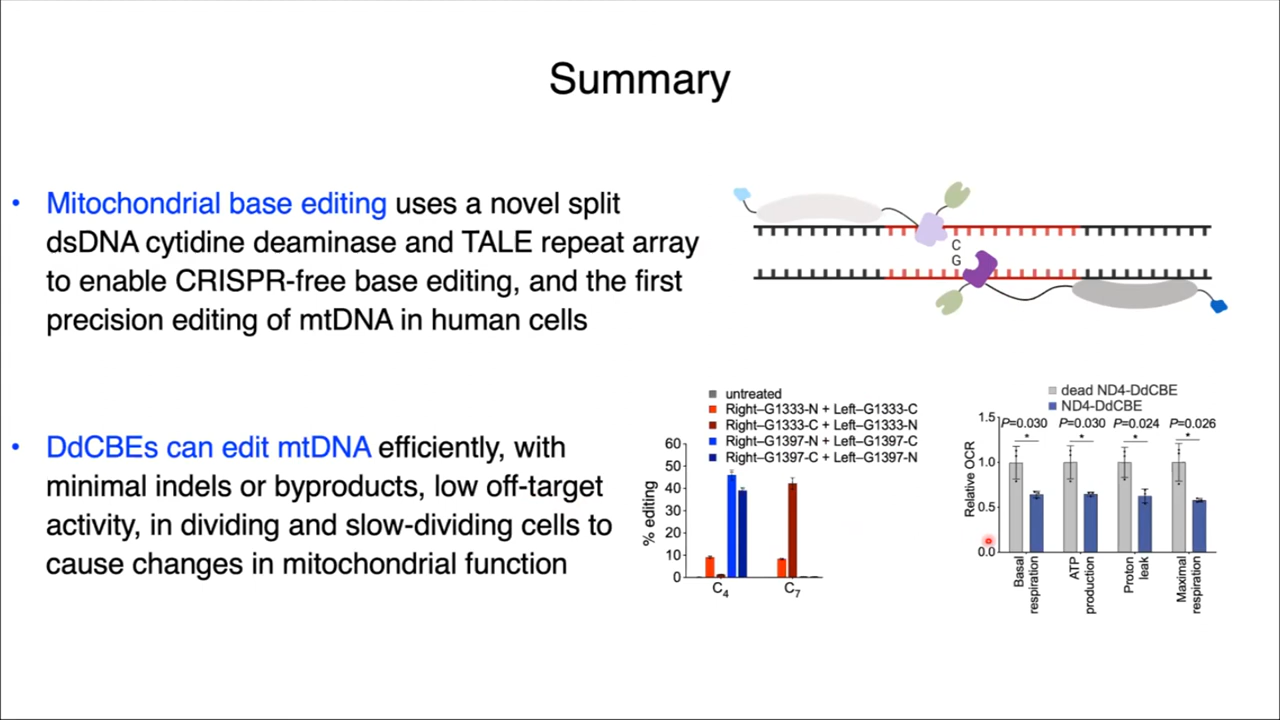 Summary
• Mitochondrial base editing uses a novel split
dsDNA cytidine deaminase and TALE repeat array
to enable CRISPR-free base editing, and the first
precision editing of mtDNA in human cells
C
G
• DdCBEs can edit mtDNA efficiently, with
minimal indels or byproducts, low off-target
activity, in dividing and slow-dividing cells to
cause changes in mitochondrial function
untreated
Right–G1333-N + Left–G1333-C
Right–G1333-C + Left–G1333-N
Right–G1397-N + Left–G1397-C
Right–G1397-C + Left–G1397-N
% editing
60
50
40
30
20
10
0
C₄ C₇
dead ND4-DdCBE
ND4-DdCBE
P=0.030 P=0.030 P=0.024 P=0.026
* * * *
Relative OCR
1.5
1.0
0.5
0.0
Basal
respiration
ATP
production
Proton
leak
Maximal
respiration